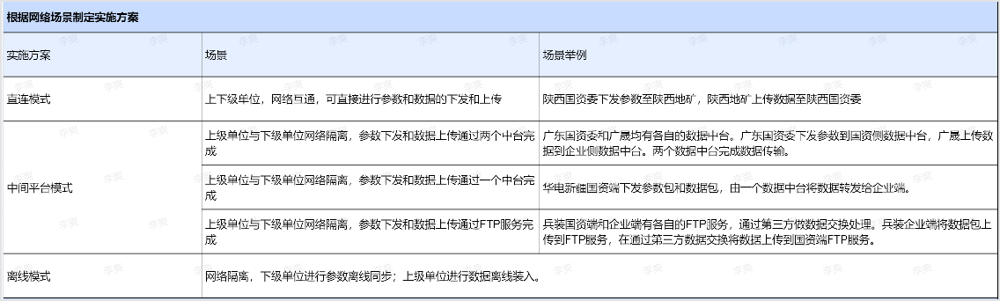 根据网络场景制定实施方案
实施方案
场景
场景举例
直连模式
上下级单位，网络互通，可直接进行参数和数据的下发和上传
陕西国资委下发参数至陕西地矿，陕西地矿上传数据至陕西国资委
中间平台模式
上级单位与下级单位网络隔离，参数下发和数据上传通过两个中台完
成
广东国资委和广晟均有各自的数据中台。广东国资委下发参数到国资侧数据中台，广晟上传数
据到企业侧数据中台。两个数据中台完成数据传输。
上级单位与下级单位网络隔离，参数下发和数据上传通过一个中台完
成
华电新疆国资端下发参数包和数据包，由一个数据中台将数据转发给企业端。
上级单位与下级单位网络隔离，参数下发和数据上传通过FTP服务完
成
兵装国资端和企业端有各自的FTP服务，通过第三方做数据交换处理。兵装企业端将数据包上
传到FTP服务，在通过第三方数据交换将数据上传到国资端FTP服务。
离线模式
网络隔离，下级单位进行参数离线同步；上级单位进行数据离线装入。